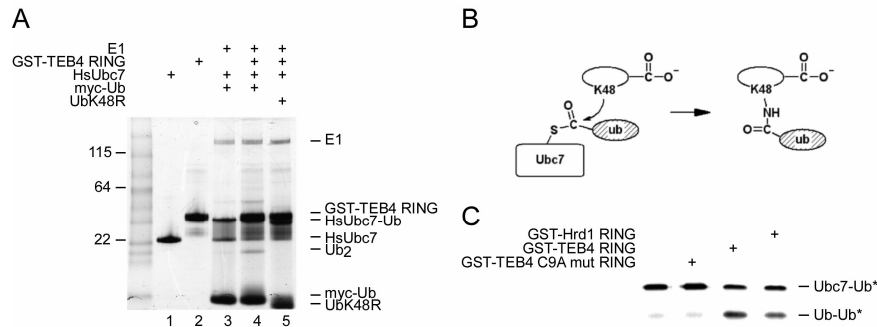 A
E1 + + +
GST-TEB4 RING + + +
HsUbc7 + + + +
myc-Ub + +
UbK48R +
115
64
22
E1
GST-TEB4 RING
HsUbc7-Ub
HsUbc7
Ub2
myc-Ub
UbK48R
1 2 3 4 5
B
O
C O⁻
K48
O
S C ub
Ubc7
O
C O⁻
K48
NH
O C
ub
C
GST-Hrd1 RING +
GST-TEB4 RING +
GST-TEB4 C9A mut RING +
Ubc7-Ub*
Ub-Ub*